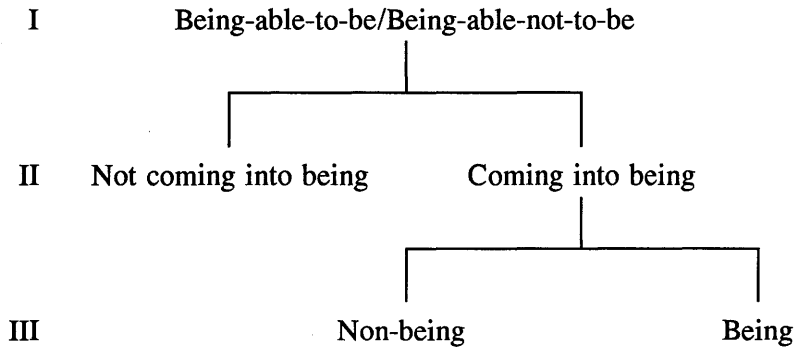 I Being-able-to-be/Being-able-not-to-be
II Not coming into being Coming into being
III Non-being Being